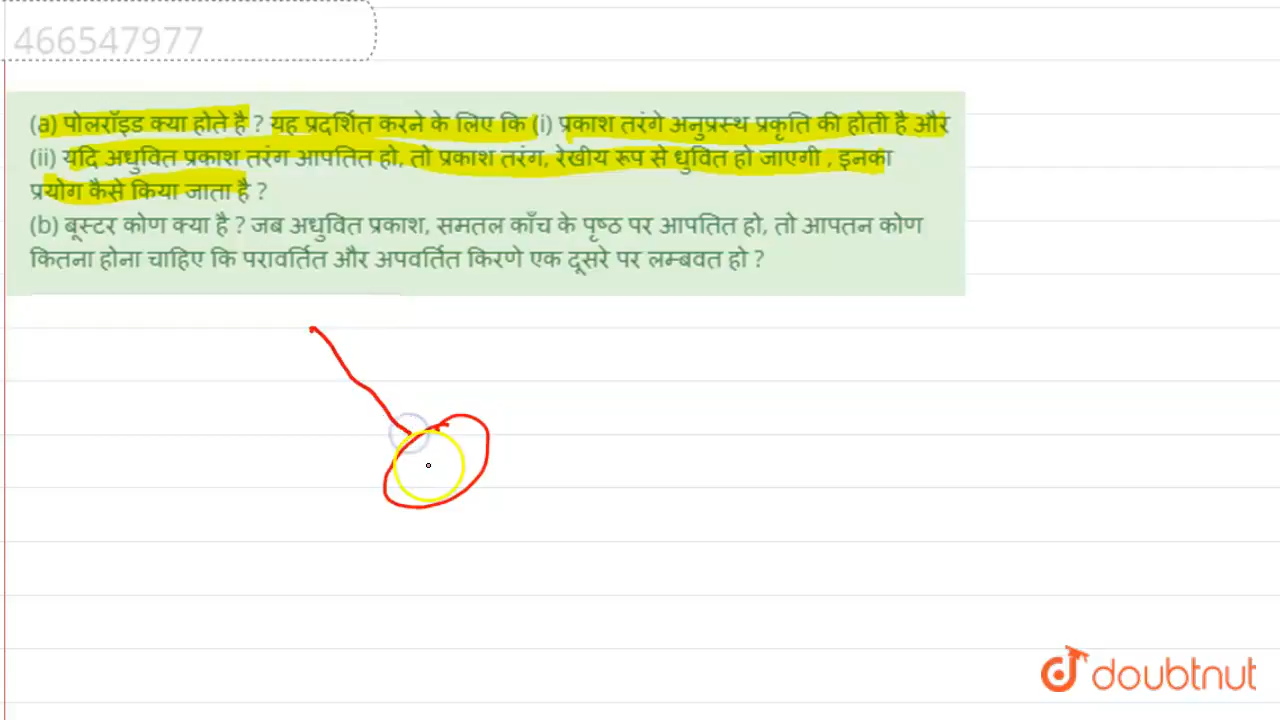 466547977
(a) पोलरॉइड क्या होते है ? यह प्रदर्शित करने के लिए कि (i) प्रकाश तरंगे अनुप्रस्थ प्रकृति की होती है और
(ii) यदि अधुवित प्रकाश तरंग आपतित हो, तो प्रकाश तरंग, रेखीय रूप से धुवित हो जाएगी , इनका
प्रयोग कैसे किया जाता है ?
(b) बूस्टर कोण क्या है ? जब अधुवित प्रकाश, समतल काँच के पृष्ठ पर आपतित हो, तो आपतन कोण
कितना होना चाहिए कि परावर्तित और अपवर्तित किरणे एक दूसरे पर लम्बवत हो ?
doubtnut